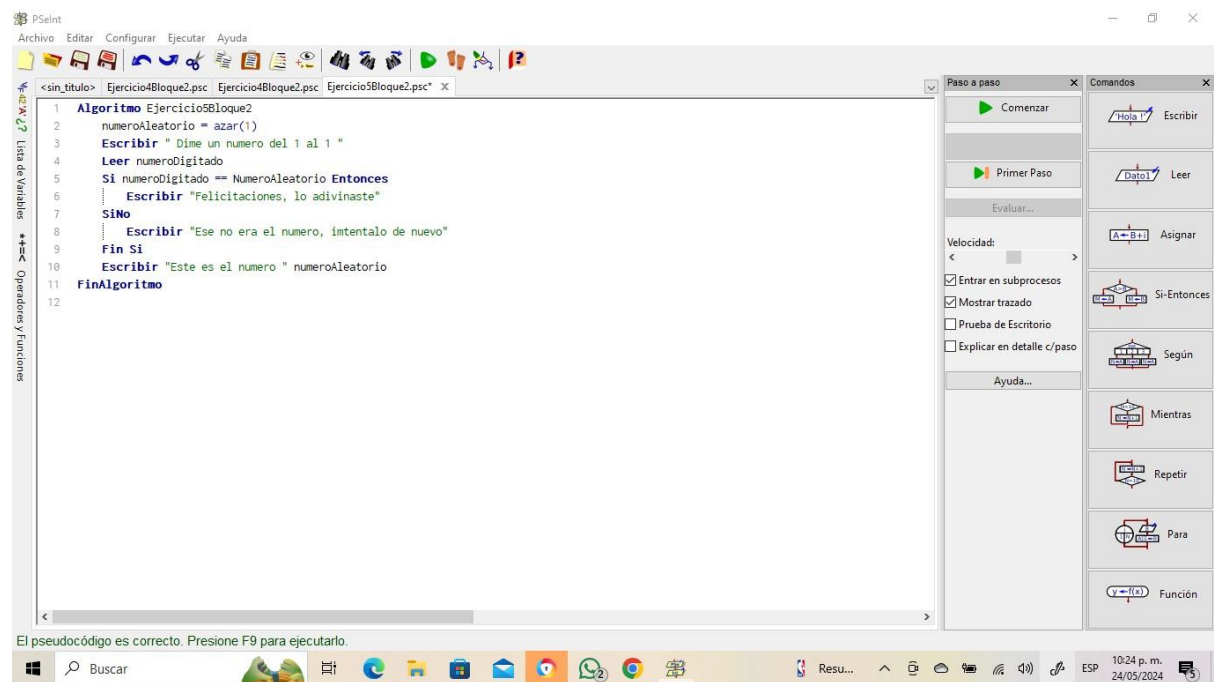 PSeInt
Archivo Editar Configurar Ejecutar Ayuda
<sin_titulo> Ejercicio4Bloque2.psc Ejercicio4Bloque2.psc Ejercicio5Bloque2.psc* X
Lista de Variables
Operadores y Funciones
1 Algoritmo Ejercicio5Bloque2
2 numeroAleatorio = azar(1)
3 Escribir " Dime un numero del 1 al 1 "
4 Leer numeroDigitado
5 Si numeroDigitado == NumeroAleatorio Entonces
6 Escribir "Felicitaciones, lo adivinaste"
7 SiNo
8 Escribir "Ese no era el numero, imtentalo de nuevo"
9 Fin Si
10 Escribir "Este es el numero " numeroAleatorio
11 FinAlgoritmo
12
Paso a paso X
Comenzar
Primer Paso
Evaluar...
Velocidad:
Entrar en subprocesos
Mostrar trazado
Prueba de Escritorio
Explicar en detalle c/paso
Ayuda...
Comandos X
'Hola !' Escribir
Dato1 Leer
A←B+i Asignar
Si-Entonces
Según
Mientras
Repetir
Para
y←f(x) Función
El pseudocódigo es correcto. Presione F9 para ejecutarlo.
Buscar
2
Resu...
ESP
10:24 p. m.
24/05/2024
5